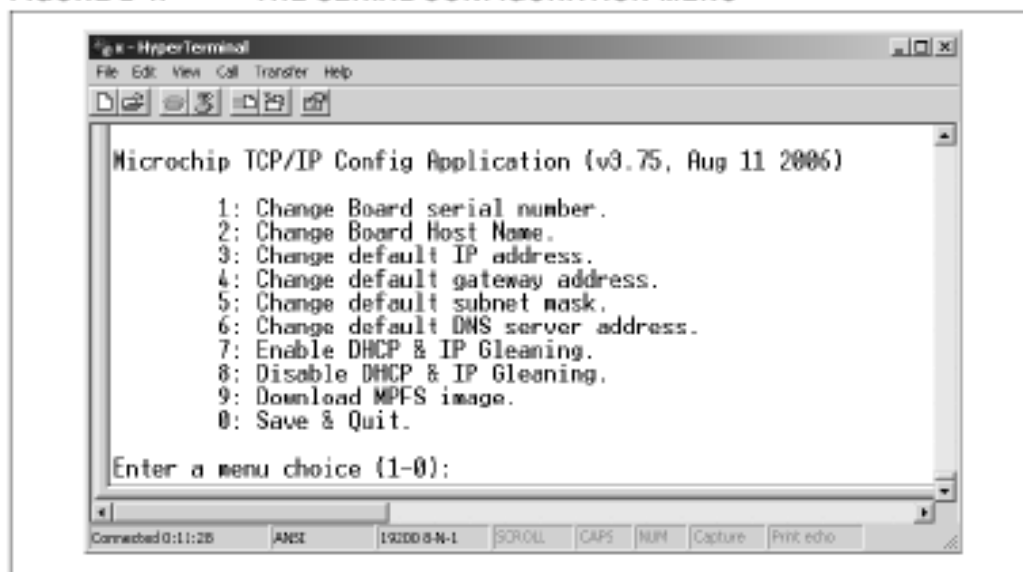 THE SERIAL CONFIGURATION MENU
x - HyperTerminal
File Edit View Call Transfer Help
Microchip TCP/IP Config Application (v3.75, Aug 11 2006)
1: Change Board serial number.
2: Change Board Host Name.
3: Change default IP address.
4: Change default gateway address.
5: Change default subnet mask.
6: Change default DNS server address.
7: Enable DHCP & IP Gleaning.
8: Disable DHCP & IP Gleaning.
9: Download MPFS image.
0: Save & Quit.
Enter a menu choice (1-0):
Connected 0:11:28 ANSI 19200 8-N-1 SCROLL CAPS NUM Capture Print echo